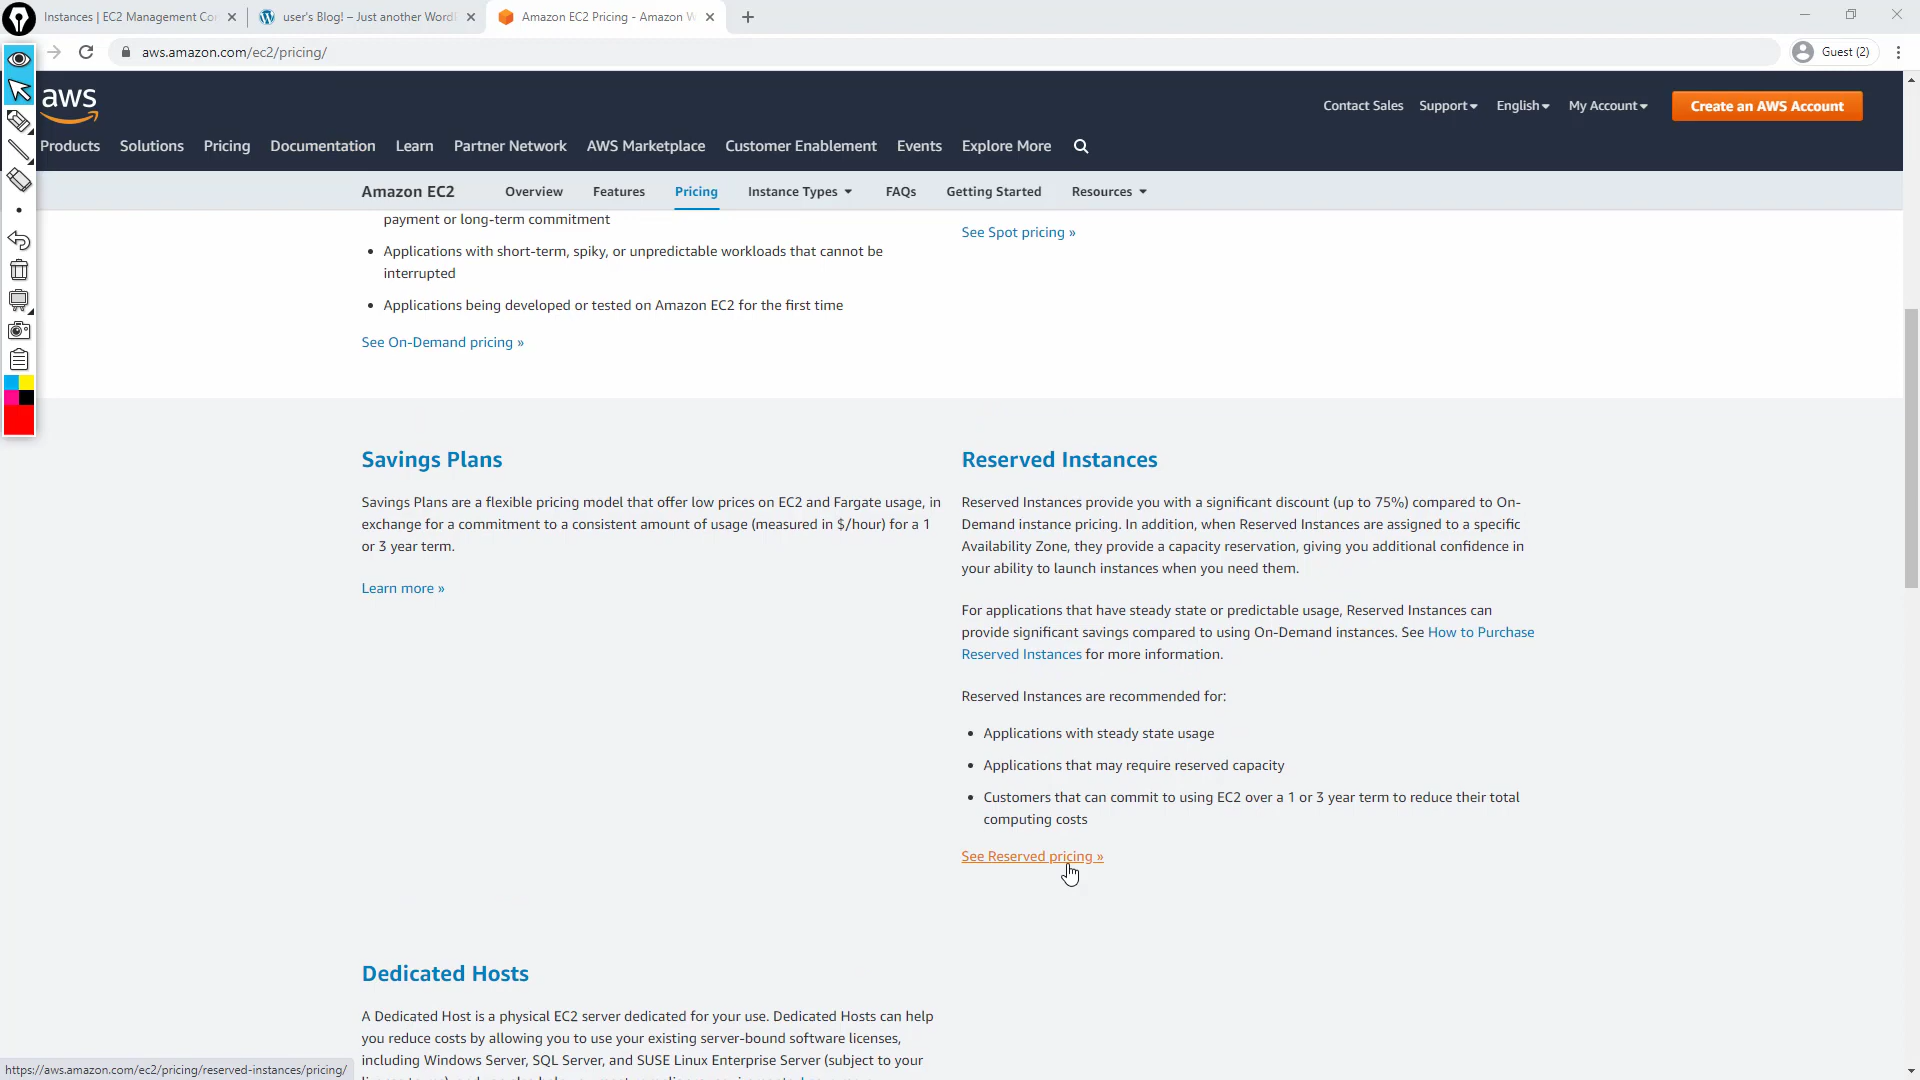 Instances | EC2 Management Con
user's Blog! – Just another Word
Amazon EC2 Pricing - Amazon W
aws.amazon.com/ec2/pricing/
Guest (2)
aws
Contact Sales
Support
English
My Account
Create an AWS Account
Products
Solutions
Pricing
Documentation
Learn
Partner Network
AWS Marketplace
Customer Enablement
Events
Explore More
Amazon EC2
Overview
Features
Pricing
Instance Types
FAQs
Getting Started
Resources
payment or long-term commitment
• Applications with short-term, spiky, or unpredictable workloads that cannot be
interrupted
• Applications being developed or tested on Amazon EC2 for the first time
See On-Demand pricing »
See Spot pricing »
Savings Plans
Savings Plans are a flexible pricing model that offer low prices on EC2 and Fargate usage, in
exchange for a commitment to a consistent amount of usage (measured in $/hour) for a 1
or 3 year term.
Learn more »
Reserved Instances
Reserved Instances provide you with a significant discount (up to 75%) compared to On-
Demand instance pricing. In addition, when Reserved Instances are assigned to a specific
Availability Zone, they provide a capacity reservation, giving you additional confidence in
your ability to launch instances when you need them.
For applications that have steady state or predictable usage, Reserved Instances can
provide significant savings compared to using On-Demand instances. See How to Purchase
Reserved Instances for more information.
Reserved Instances are recommended for:
• Applications with steady state usage
• Applications that may require reserved capacity
• Customers that can commit to using EC2 over a 1 or 3 year term to reduce their total
computing costs
See Reserved pricing »
Dedicated Hosts
A Dedicated Host is a physical EC2 server dedicated for your use. Dedicated Hosts can help
you reduce costs by allowing you to use your existing server-bound software licenses,
including Windows Server, SQL Server, and SUSE Linux Enterprise Server (subject to your
https://aws.amazon.com/ec2/pricing/reserved-instances/pricing/